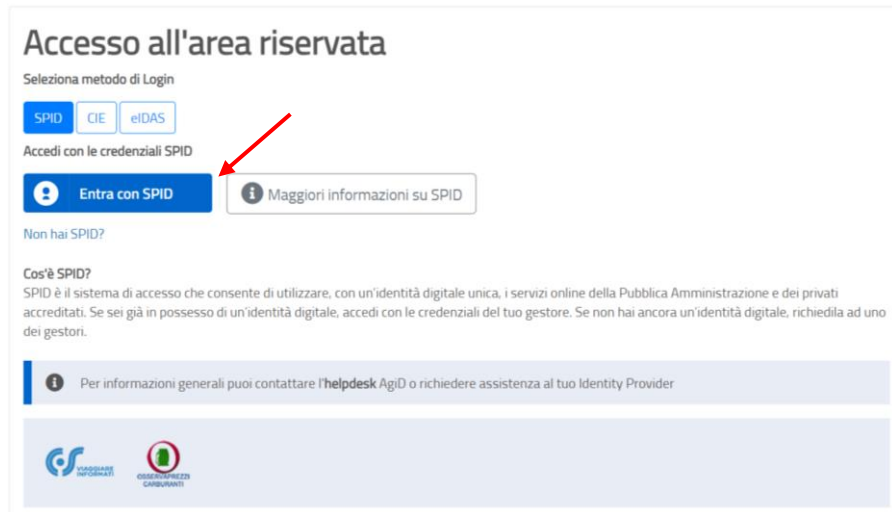 Accesso all'area riservata
Seleziona metodo di Login
SPID CIE eIDAS
Accedi con le credenziali SPID
Entra con SPID Maggiori informazioni su SPID
Non hai SPID?
Cos'è SPID?
SPID è il sistema di accesso che consente di utilizzare, con un'identità digitale unica, i servizi online della Pubblica Amministrazione e dei privati
accreditati. Se sei già in possesso di un'identità digitale, accedi con le credenziali del tuo gestore. Se non hai ancora un'identità digitale, richiedila ad uno
dei gestori.
Per informazioni generali puoi contattare l'helpdesk AgiD o richiedere assistenza al tuo Identity Provider
VIAGGIARE
INFORMATI
OSSERVAPREZZI
CARBURANTI